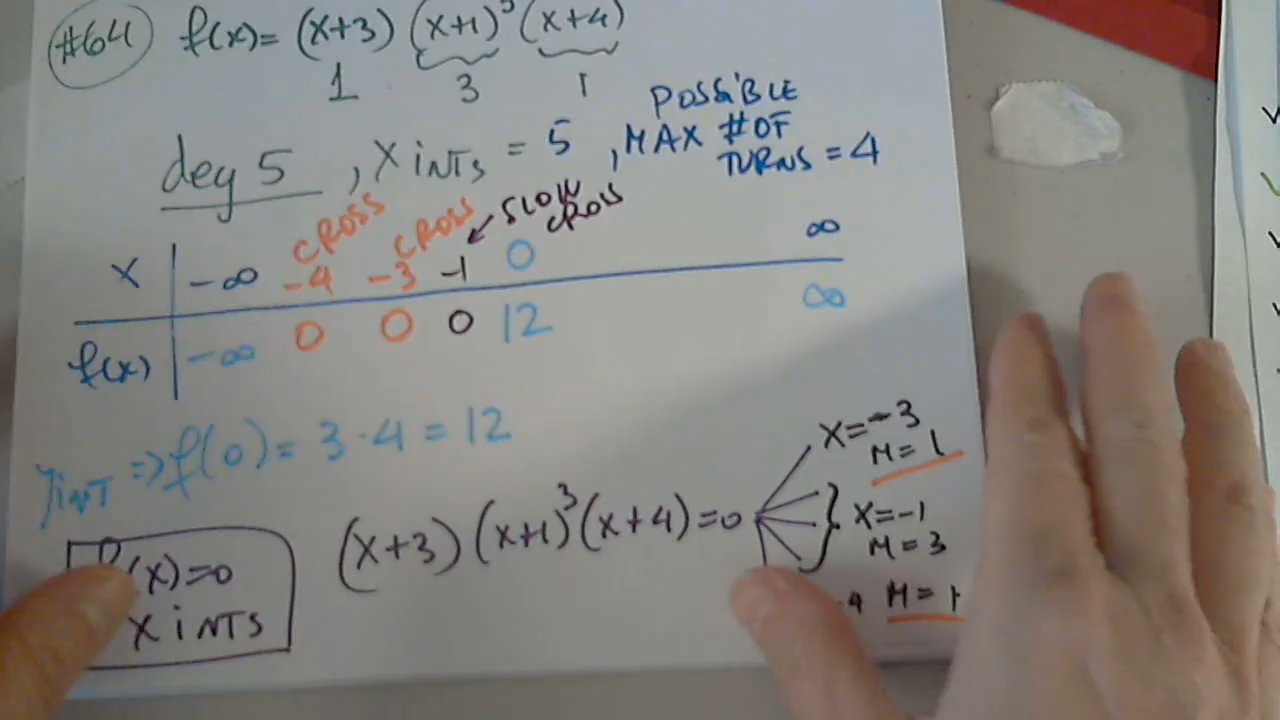 #64 f(x)= (x+3) (x+1)³ (x+4)
1 3 1
deg 5 , X iNTS = 5 , POSSiBLE
MAX # OF
TURNS = 4
CROSS CROSS SLOW
CROSS
X -∞ -4 -3 -1 0 ∞
f(x) -∞ 0 0 0 12 ∞
yiNT => f(0) = 3·4 = 12
(x+3) (x+1)³ (x+4) = 0
X=-3
M=1
X=-1
M=3
M=1
(x)=0
X iNTS